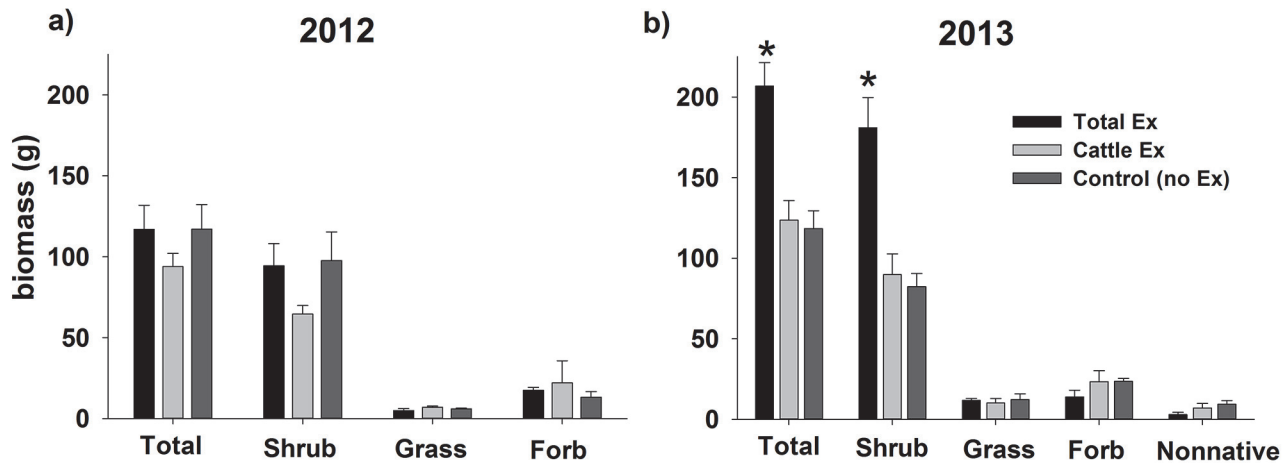 a) 2012
biomass (g)
200
150
100
50
0
Total Shrub Grass Forb
b) 2013
*
*
200
150
100
50
0
Total Ex
Cattle Ex
Control (no Ex)
Total Shrub Grass Forb Nonnative